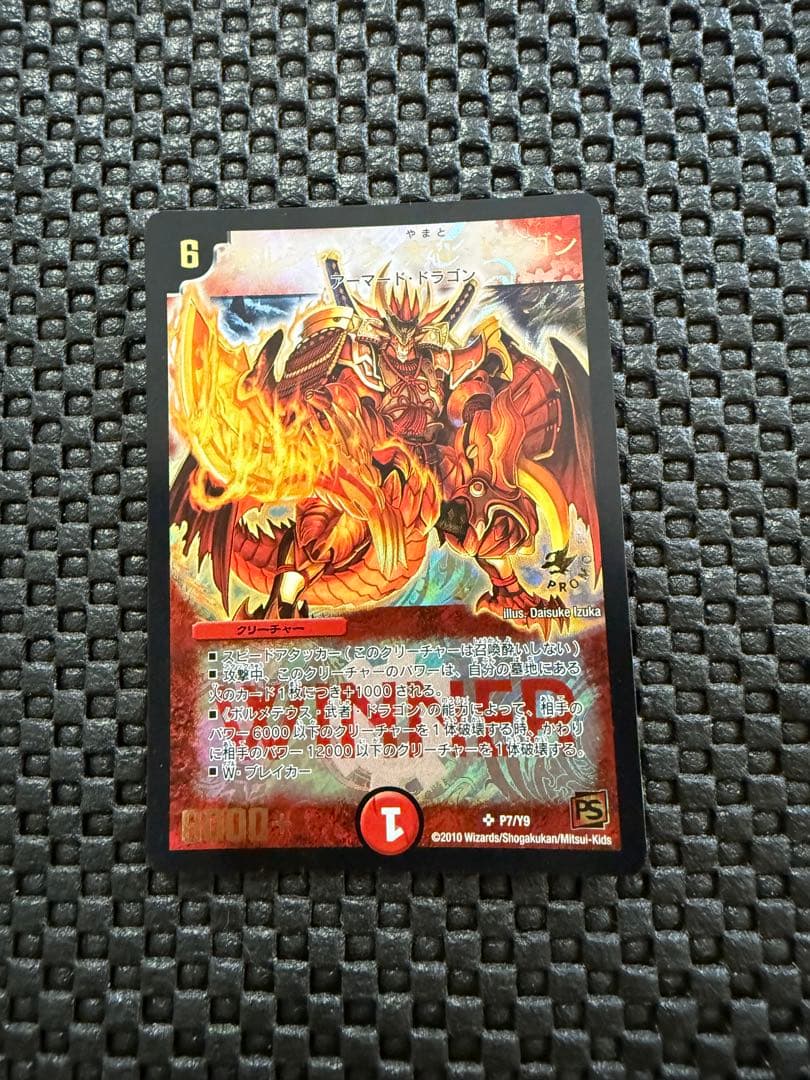 6
やまと
ゴン
アーマード・ドラゴン
PROMO
illus. Daisuke Izuka
クリーチャー
■ スピードアタッカー(このクリーチャーは召喚酔いしない)
■ 攻撃中、このクリーチャーのパワーは、自分の墓地にある
火のカード1枚につき+1000される。
■《ボルメテウス・武者・ドラゴン》の能力によって、相手の
パワー6000以下のクリーチャーを1体破壊する時、かわり
に相手のパワー12000以下のクリーチャーを1体破壊する。
■ W・ブレイカー
WINNER
6000+
1
P7/Y9
PS
©2010 Wizards/Shogakukan/Mitsui-Kids